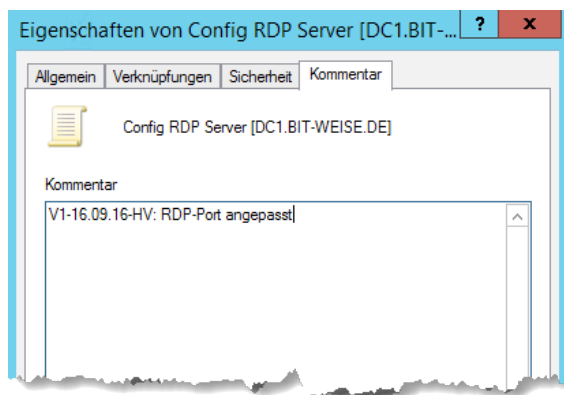 Eigenschaften von Config RDP Server [DC1.BIT-... ? x
Allgemein Verknüpfungen Sicherheit Kommentar
Config RDP Server [DC1.BIT-WEISE.DE]
Kommentar
V1-16.09.16-HV: RDP-Port angepasst